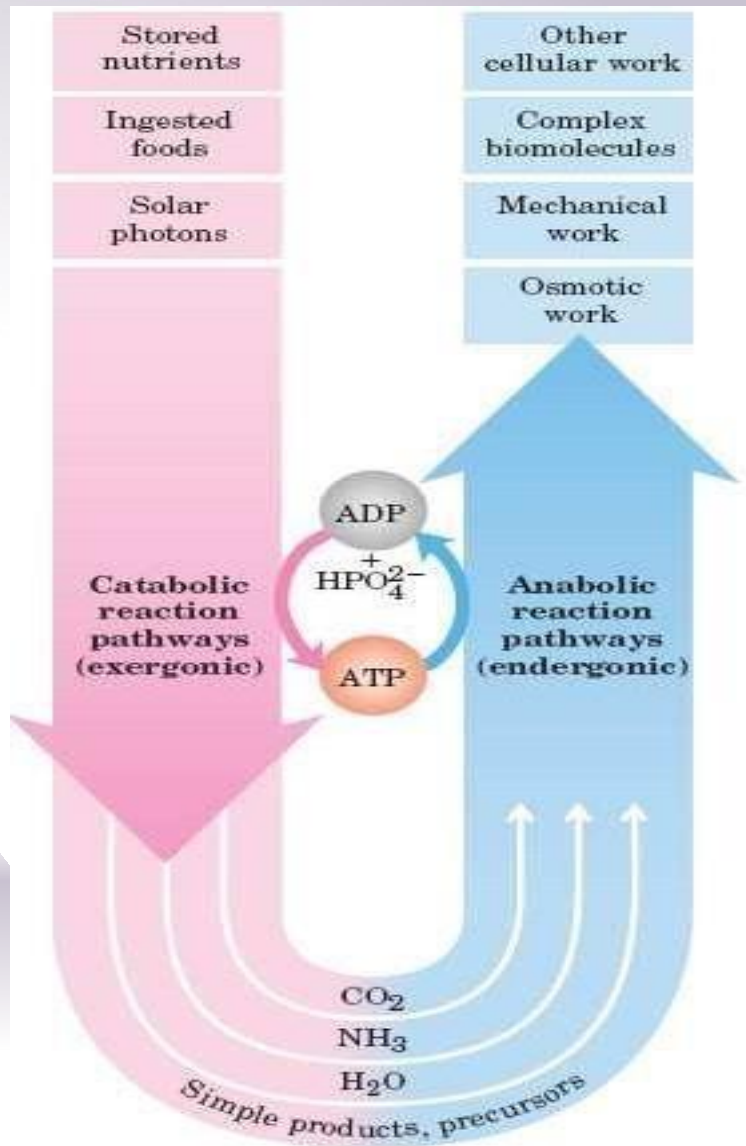 Stored
nutrients
Ingested
foods
Solar
photons
Other
cellular work
Complex
biomolecules
Mechanical
work
Osmotic
work
ADP
+
HPO₄²⁻
ATP
Catabolic
reaction
pathways
(exergonic)
Anabolic
reaction
pathways
(endergonic)
CO₂
NH₃
H₂O
Simple products, precursors